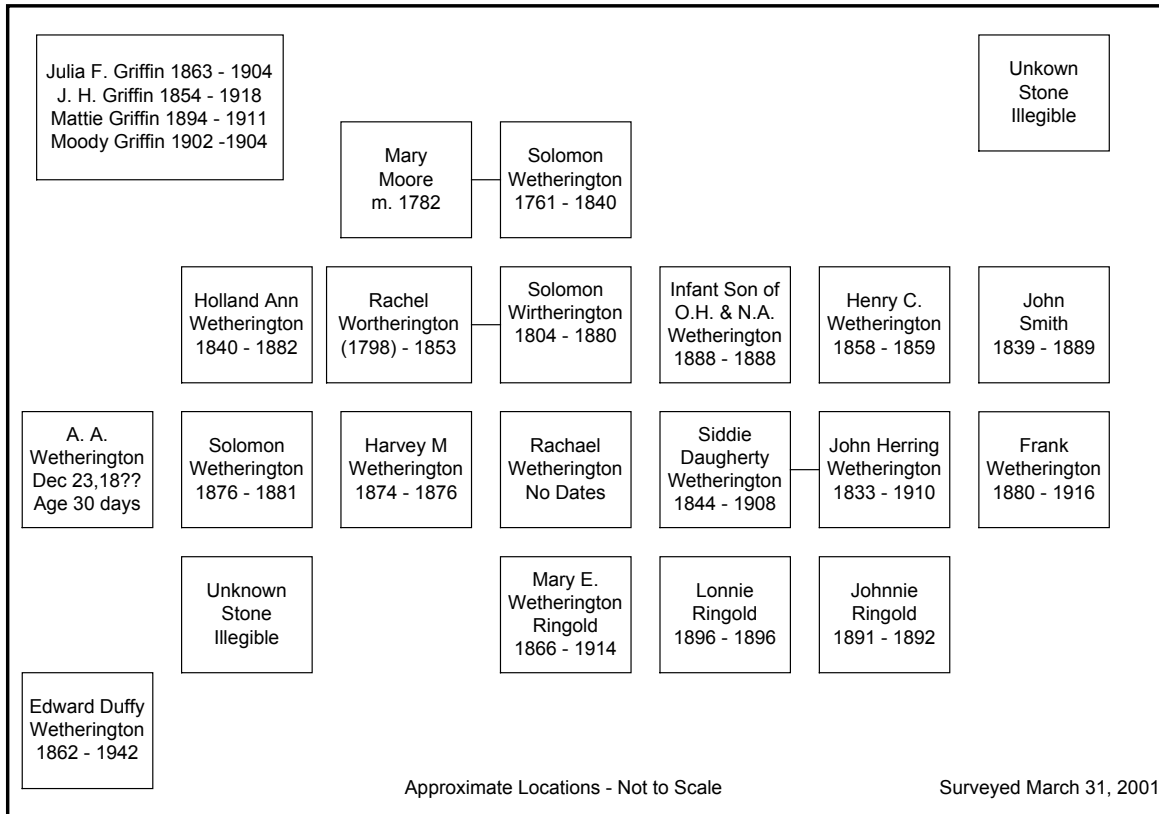 Julia F. Griffin 1863 - 1904
J. H. Griffin 1854 - 1918
Mattie Griffin 1894 - 1911
Moody Griffin 1902 -1904
Unkown
Stone
Illegible
Mary
Moore
m. 1782
Solomon
Wetherington
1761 - 1840
Holland Ann
Wetherington
1840 - 1882
Rachel
Wortherington
(1798) - 1853
Solomon
Wirtherington
1804 - 1880
Infant Son of
O.H. & N.A.
Wetherington
1888 - 1888
Henry C.
Wetherington
1858 - 1859
John
Smith
1839 - 1889
A. A.
Wetherington
Dec 23,18??
Age 30 days
Solomon
Wetherington
1876 - 1881
Harvey M
Wetherington
1874 - 1876
Rachael
Wetherington
No Dates
Siddie
Daugherty
Wetherington
1844 - 1908
John Herring
Wetherington
1833 - 1910
Frank
Wetherington
1880 - 1916
Unknown
Stone
Illegible
Mary E.
Wetherington
Ringold
1866 - 1914
Lonnie
Ringold
1896 - 1896
Johnnie
Ringold
1891 - 1892
Edward Duffy
Wetherington
1862 - 1942
Approximate Locations - Not to Scale
Surveyed March 31, 2001